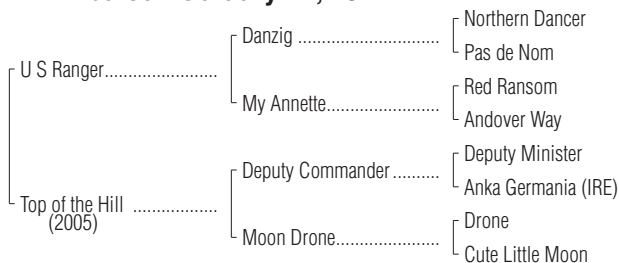 Northern Dancer
Danzig ..............................
Pas de Nom
U S Ranger........................
Red Ransom
My Annette........................
Andover Way
Deputy Minister
Deputy Commander ..........
Anka Germania (IRE)
Top of the Hill ..................
(2005)
Drone
Moon Drone......................
Cute Little Moon